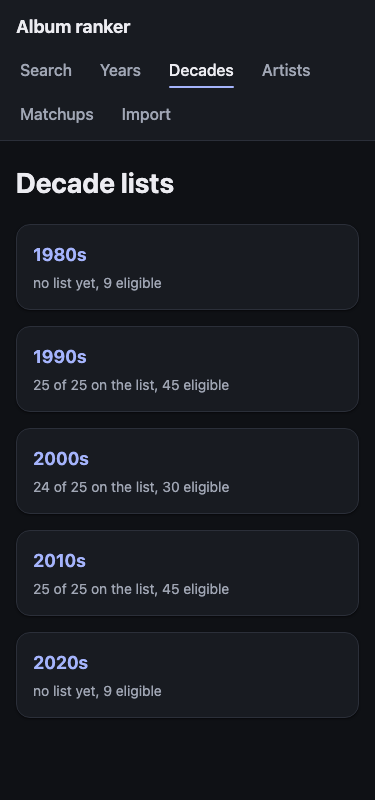 Album ranker
Search Years Decades Artists
Matchups Import
Decade lists
1980s
no list yet, 9 eligible
1990s
25 of 25 on the list, 45 eligible
2000s
24 of 25 on the list, 30 eligible
2010s
25 of 25 on the list, 45 eligible
2020s
no list yet, 9 eligible